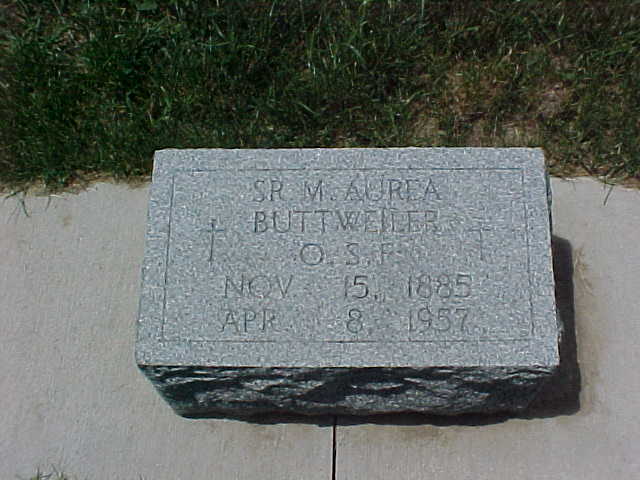 SR M. AUREA
BUTTWEILER
O. S. F.
NOV. 15, 1885
APR. 8, 1957